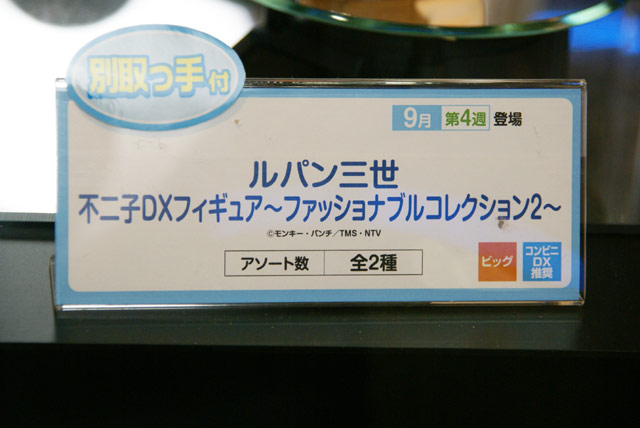 別取っ手付
9月 第4週 登場
ルパン三世
不二子DXフィギュア～ファッショナブルコレクション2～
©モンキー・パンチ/TMS・NTV
アソート数 全2種
ビッグ
コンビニ
DX
推奨